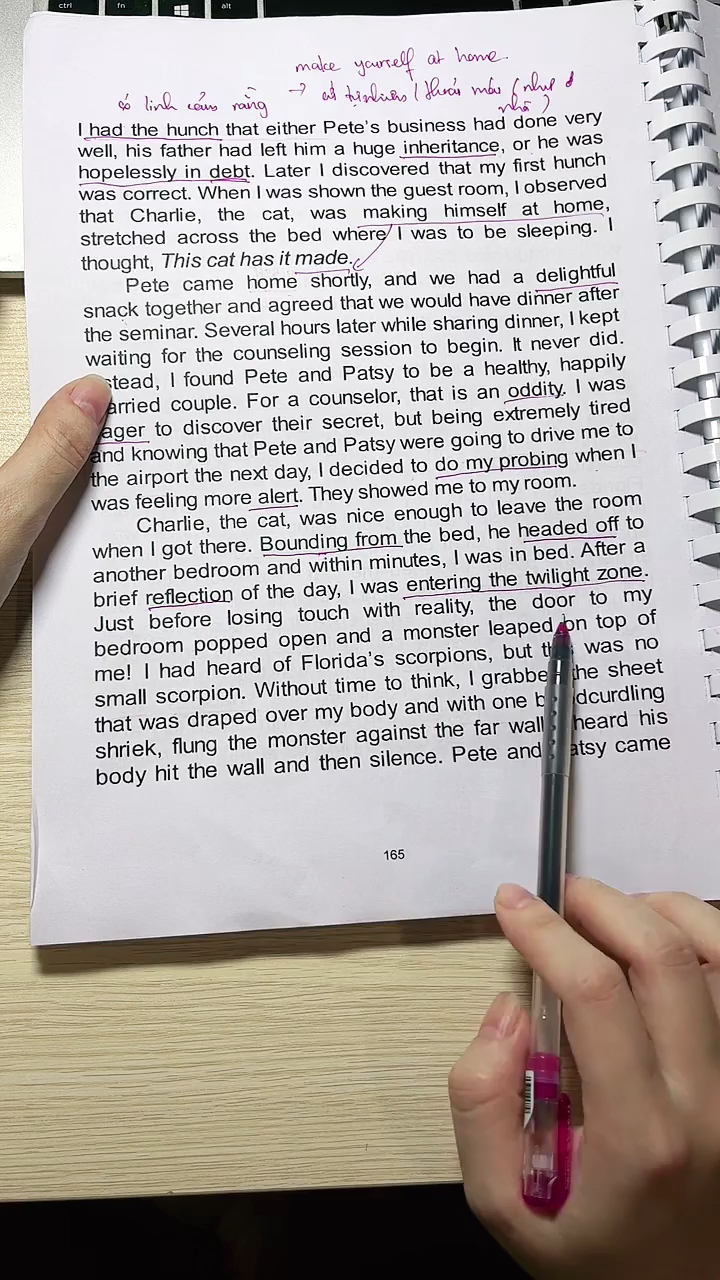 ctrl fn alt
make yourself at home.
có linh cảm rằng → cứ tự nhiên / thoải mái (như ở
nhà)
I had the hunch that either Pete's business had done very
well, his father had left him a huge inheritance, or he was
hopelessly in debt. Later I discovered that my first hunch
was correct. When I was shown the guest room, I observed
that Charlie, the cat, was making himself at home,
stretched across the bed where I was to be sleeping. I
thought, This cat has it made.
Pete came home shortly, and we had a delightful
snack together and agreed that we would have dinner after
the seminar. Several hours later while sharing dinner, I kept
waiting for the counseling session to begin. It never did.
stead, I found Pete and Patsy to be a healthy, happily
arried couple. For a counselor, that is an oddity. I was
ager to discover their secret, but being extremely tired
and knowing that Pete and Patsy were going to drive me to
the airport the next day, I decided to do my probing when I
was feeling more alert. They showed me to my room.
Charlie, the cat, was nice enough to leave the room
when I got there. Bounding from the bed, he headed off to
another bedroom and within minutes, I was in bed. After a
brief reflection of the day, I was entering the twilight zone.
Just before losing touch with reality, the door to my
bedroom popped open and a monster leaped on top of
me! I had heard of Florida's scorpions, but was no
small scorpion. Without time to think, I grabbed the sheet
that was draped over my body and with one
shriek, flung the monster against the far wall heard his
body hit the wall and then silence. Pete and Patsy came
165